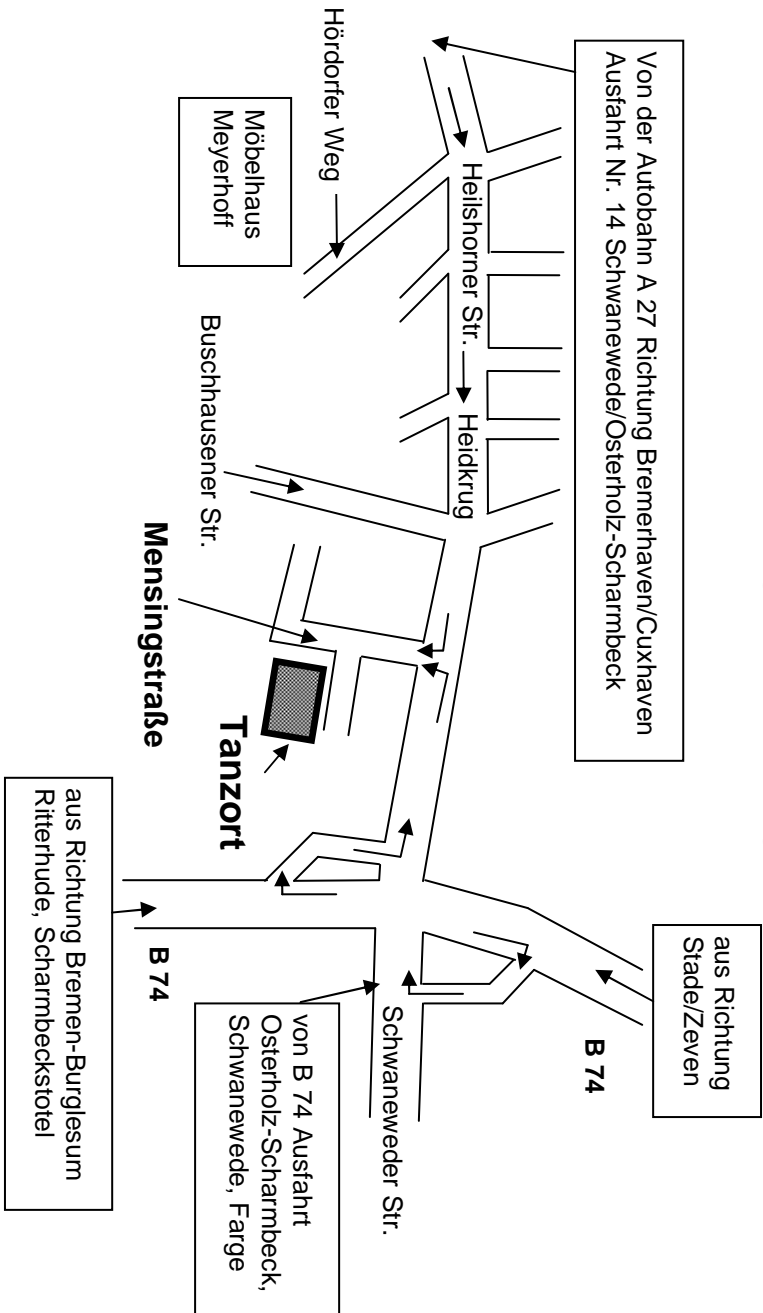 Von der Autobahn A 27 Richtung Bremerhaven/Cuxhaven
Ausfahrt Nr. 14 Schwanewede/Osterholz-Scharmbeck
aus Richtung
Stade/Zeven
B 74
Heilshorner Str.
Heidkrug
Schwaneweder Str.
Hördorfer Weg
Möbelhaus
Meyerhoff
von B 74 Ausfahrt
Osterholz-Scharmbeck,
Schwanewede, Farge
Buschhausener Str.
Tanzort
Mensingstraße
B 74
aus Richtung Bremen-Burglesum
Ritterhude, Scharmbeckstotel